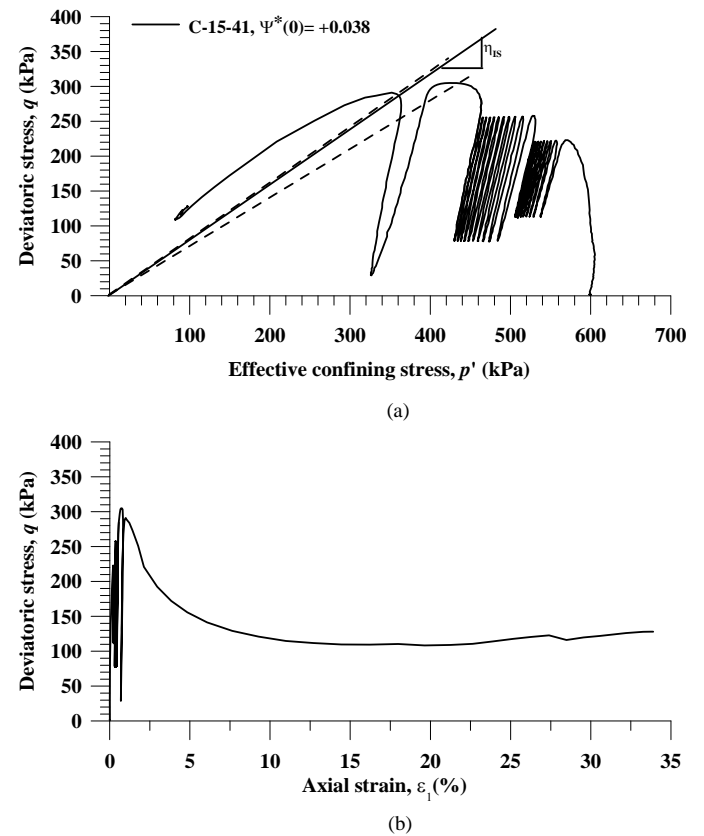 400
350
300
250
200
150
100
50
0
Deviatoric stress, q (kPa)
C-15-41, Ψ*(0)= +0.038
η_IS
100 200 300 400 500 600 700
Effective confining stress, p' (kPa)
(a)
400
350
300
250
200
150
100
50
0
Deviatoric stress, q (kPa)
0 5 10 15 20 25 30 35
Axial strain, ε₁(%)
(b)